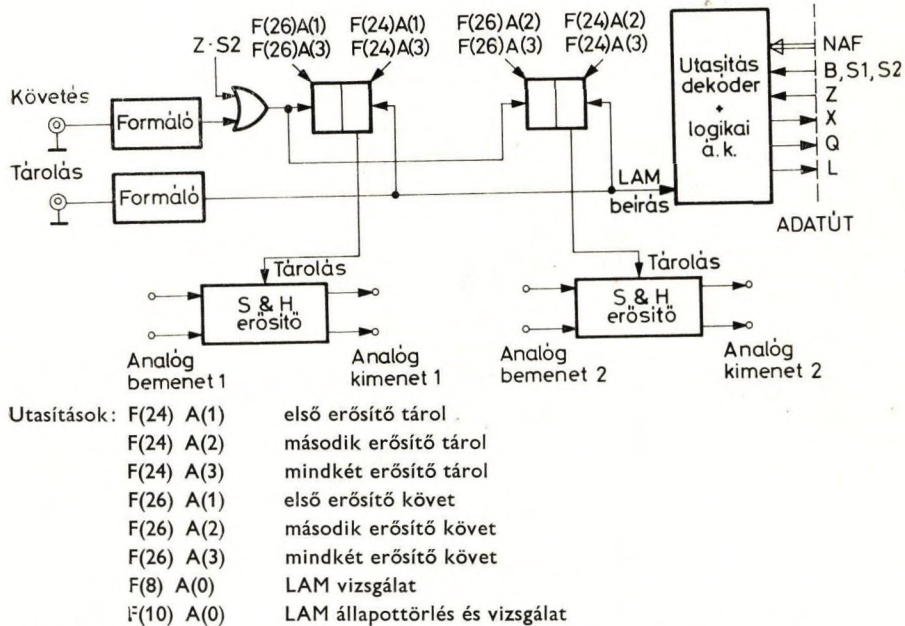 F(26)A(1) F(24)A(1) F(26)A(2) F(24)A(2)
Z·S2 F(26)A(3) F(24)A(3) F(26)A(3) F(24)A(3)
Követés
Formáló
Tárolás
Formáló
LAM
beírás
Utasítás
dekóder
+
logikai
á.k.
NAF
B,S1,S2
Z
X
Q
L
ADATÚT
Tárolás
S & H
erősítő
Analóg
bemenet 1
Analóg
kimenet 1
Tárolás
S & H
erősítő
Analóg
bemenet 2
Analóg
kimenet 2
Utasítások: F(24) A(1) első erősítő tárol
F(24) A(2) második erősítő tárol
F(24) A(3) mindkét erősítő tárol
F(26) A(1) első erősítő követ
F(26) A(2) második erősítő követ
F(26) A(3) mindkét erősítő követ
F(8) A(0) LAM vizsgálat
F(10) A(0) LAM állapottörlés és vizsgálat